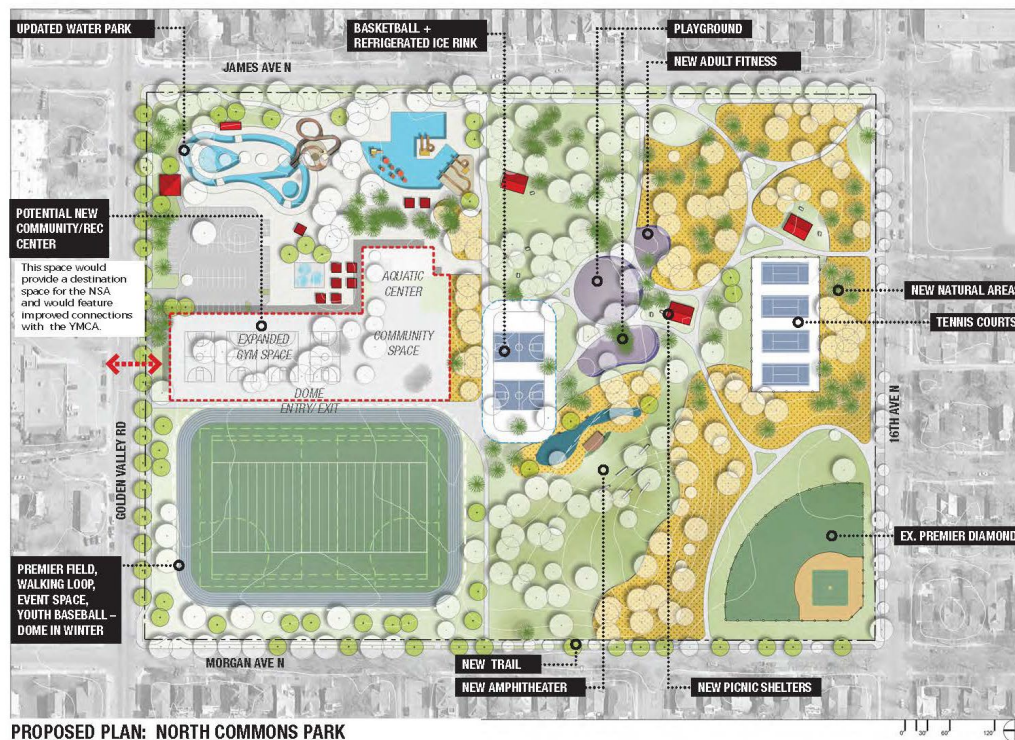 UPDATED WATER PARK
BASKETBALL +
REFRIGERATED ICE RINK
PLAYGROUND
NEW ADULT FITNESS
JAMES AVE N
POTENTIAL NEW
COMMUNITY/REC
CENTER
This space would
provide a destination
space for the NSA
and would feature
improved connections
with the YMCA.
AQUATIC
CENTER
EXPANDED
GYM SPACE
COMMUNITY
SPACE
DOME
ENTRY/ EXIT
NEW NATURAL AREAS
TENNIS COURTS
GOLDEN VALLEY RD
16TH AVE N
EX. PREMIER DIAMOND
PREMIER FIELD,
WALKING LOOP,
EVENT SPACE,
YOUTH BASEBALL –
DOME IN WINTER
MORGAN AVE N
NEW TRAIL
NEW AMPHITHEATER
NEW PICNIC SHELTERS
PROPOSED PLAN: NORTH COMMONS PARK
0' 30' 60' 120'